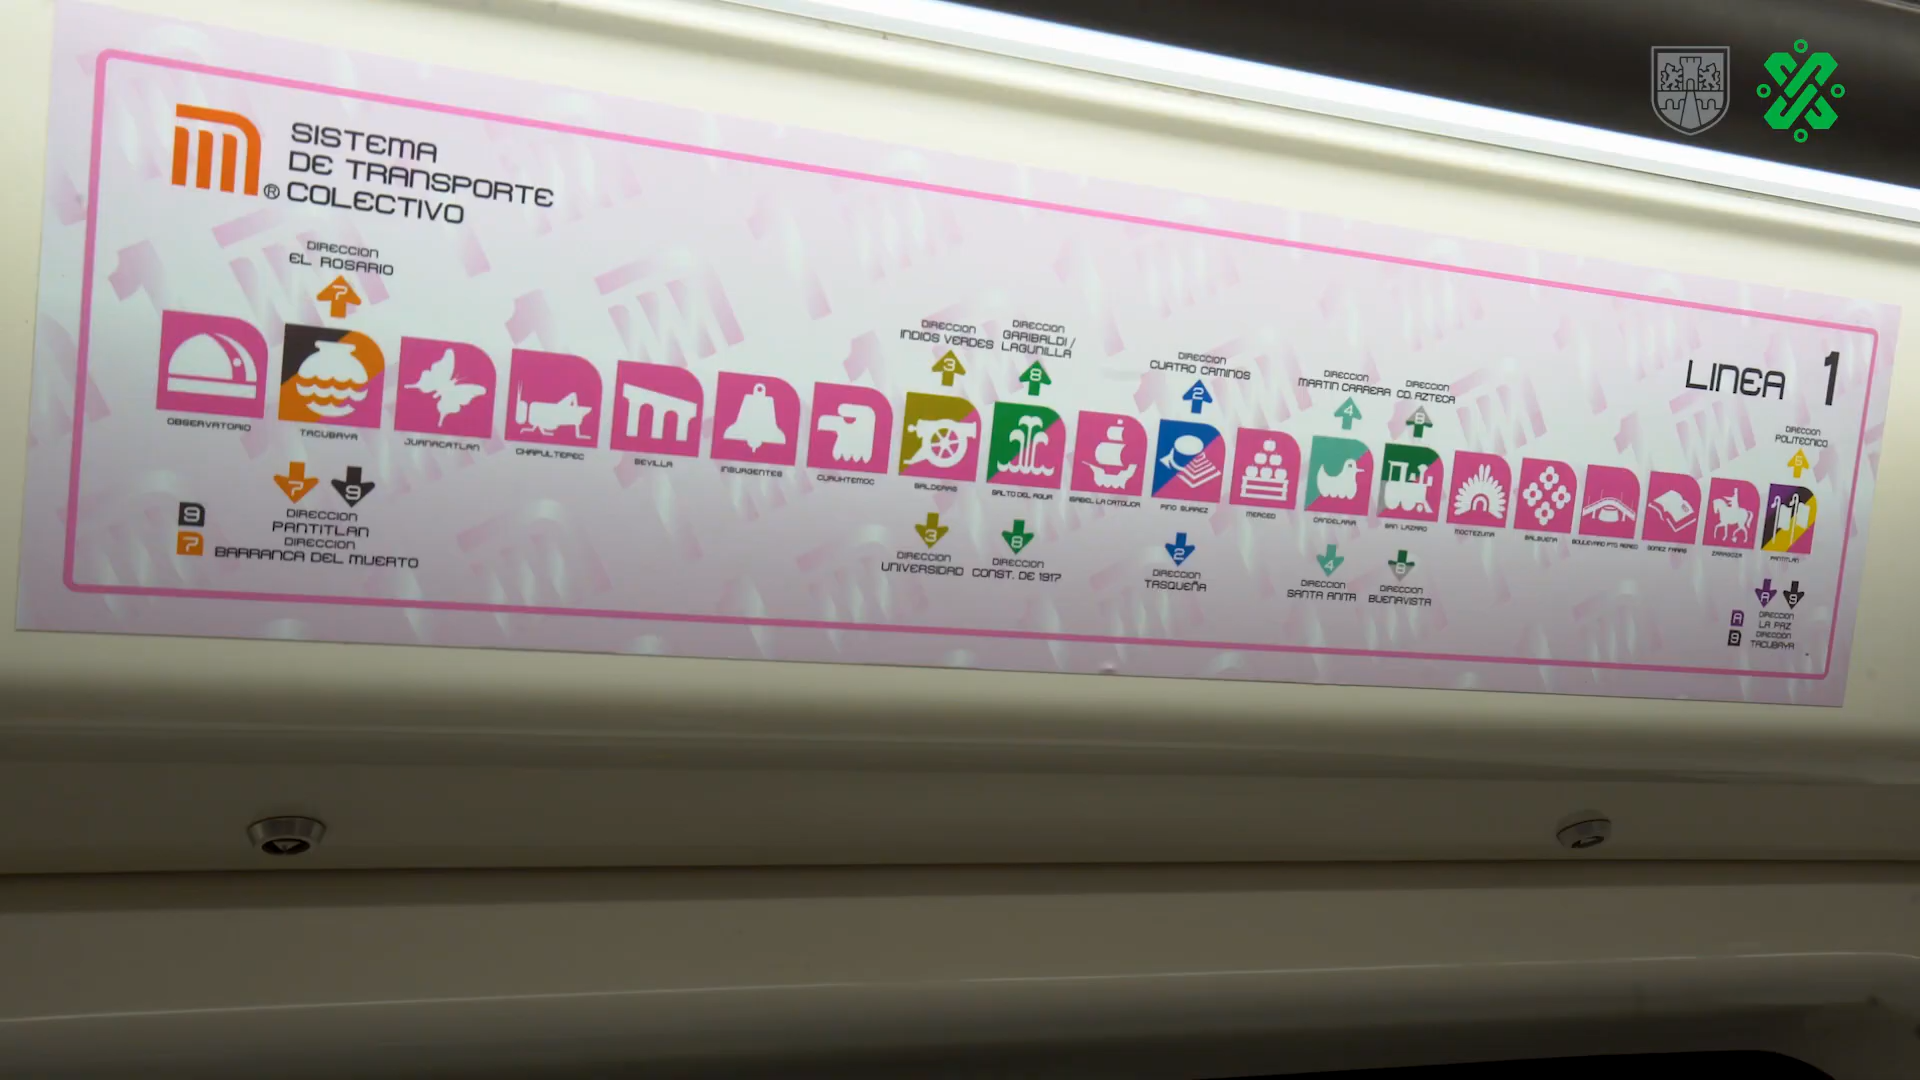 SISTEMA
DE TRANSPORTE
COLECTIVO
LINEA 1
DIRECCION
EL ROSARIO
7
DIRECCION
INDIOS VERDES
3
DIRECCION
GARIBALDI /
LAGUNILLA
8
DIRECCION
CUATRO CAMINOS
2
DIRECCION
MARTIN CARRERA
4
DIRECCION
CD. AZTECA
B
DIRECCION
POLITECNICO
5
OBSERVATORIO
TACUBAYA
JUANACATLAN
CHAPULTEPEC
SEVILLA
INSURGENTES
CUAUHTEMOC
BALDERAS
SALTO DEL AGUA
ISABEL LA CATOLICA
PINO SUAREZ
MERCED
CANDELARIA
SAN LAZARO
MOCTEZUMA
BALBUENA
BOULEVARD PTO. AEREO
GOMEZ FARIAS
ZARAGOZA
PANTITLAN
7 9
9 DIRECCION
PANTITLAN
7 DIRECCION
BARRANCA DEL MUERTO
3
DIRECCION
UNIVERSIDAD
8
DIRECCION
CONST. DE 1917
2
DIRECCION
TASQUEÑA
4
DIRECCION
SANTA ANITA
B
DIRECCION
BUENAVISTA
A 9
A DIRECCION
LA PAZ
9 DIRECCION
TACUBAYA